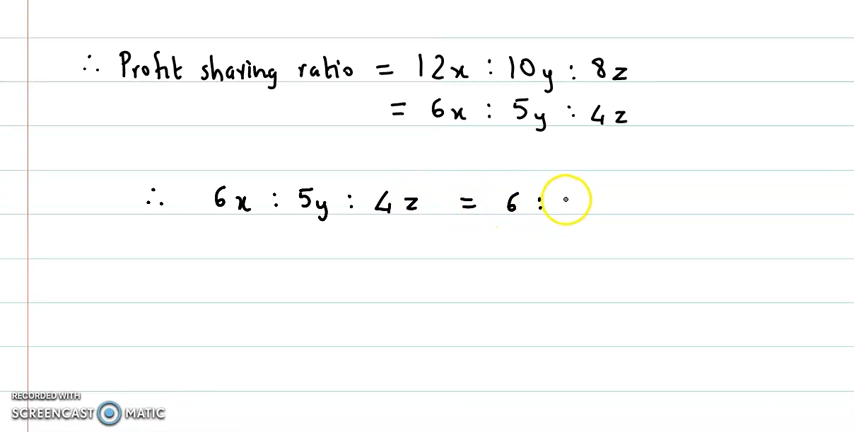 ∴ Profit sharing ratio = 12x : 10y : 8z
= 6x : 5y : 4z
∴ 6x : 5y : 4z = 6 :
RECORDED WITH
SCREENCAST MATIC